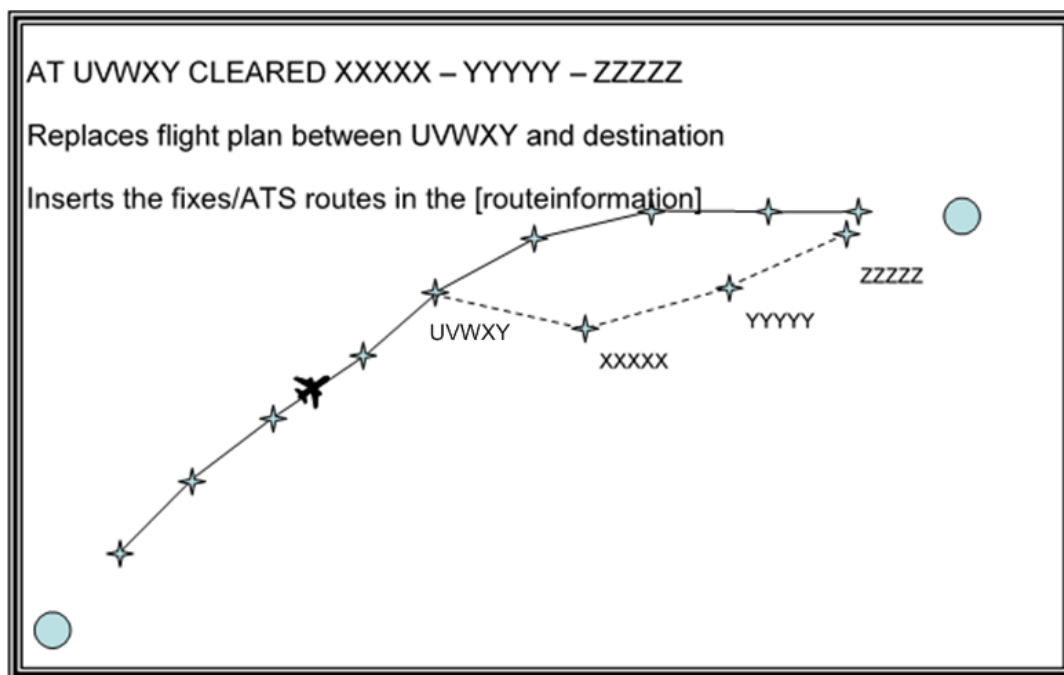 AT UVWXY CLEARED XXXXX – YYYYY – ZZZZZ
Replaces flight plan between UVWXY and destination
Inserts the fixes/ATS routes in the [routeinformation]
ZZZZZ
YYYYY
UVWXY
XXXXX